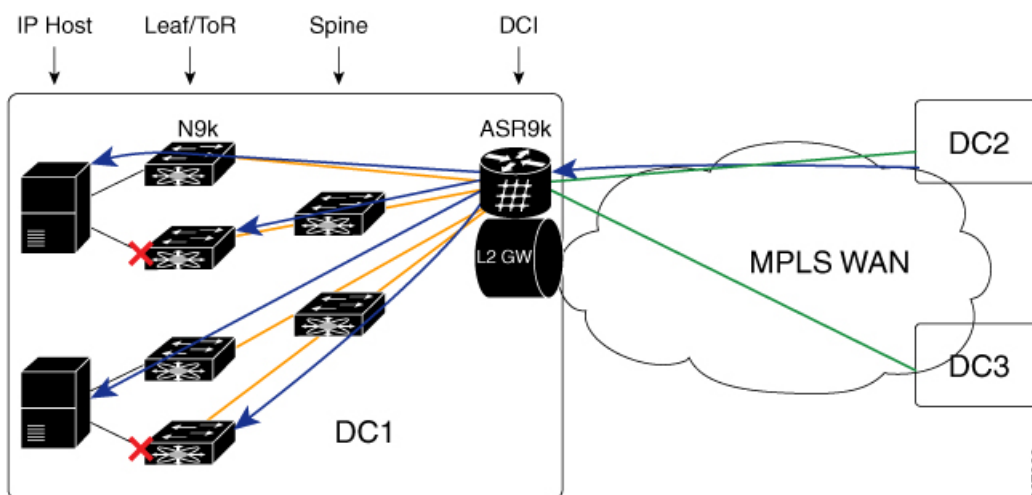 IP Host
Leaf/ToR
Spine
DCI
N9k
ASR9k
DC2
L2 GW
MPLS WAN
DC3
DC1